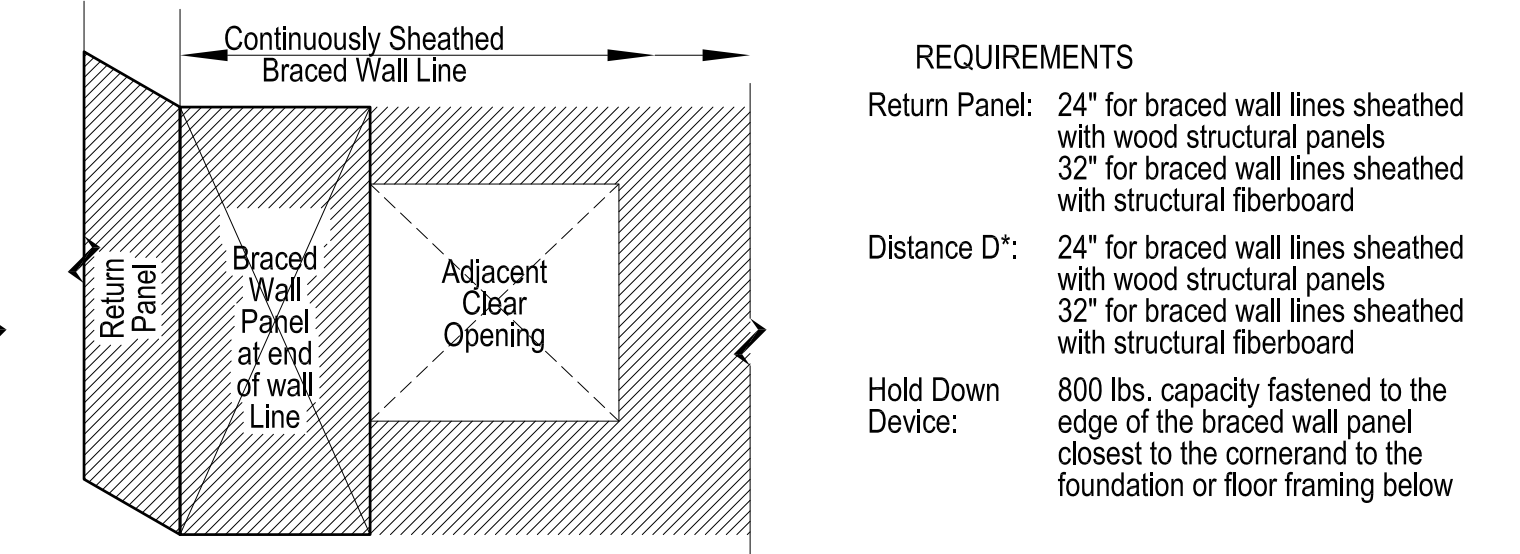 Continuously Sheathed
Braced Wall Line
Return
Panel
Braced
Wall
Panel
at end
of wall
Line
Adjacent
Clear
Opening
REQUIREMENTS
Return Panel: 24" for braced wall lines sheathed
with wood structural panels
32" for braced wall lines sheathed
with structural fiberboard
Distance D*: 24" for braced wall lines sheathed
with wood structural panels
32" for braced wall lines sheathed
with structural fiberboard
Hold Down 800 lbs. capacity fastened to the
Device: edge of the braced wall panel
closest to the cornerand to the
foundation or floor framing below